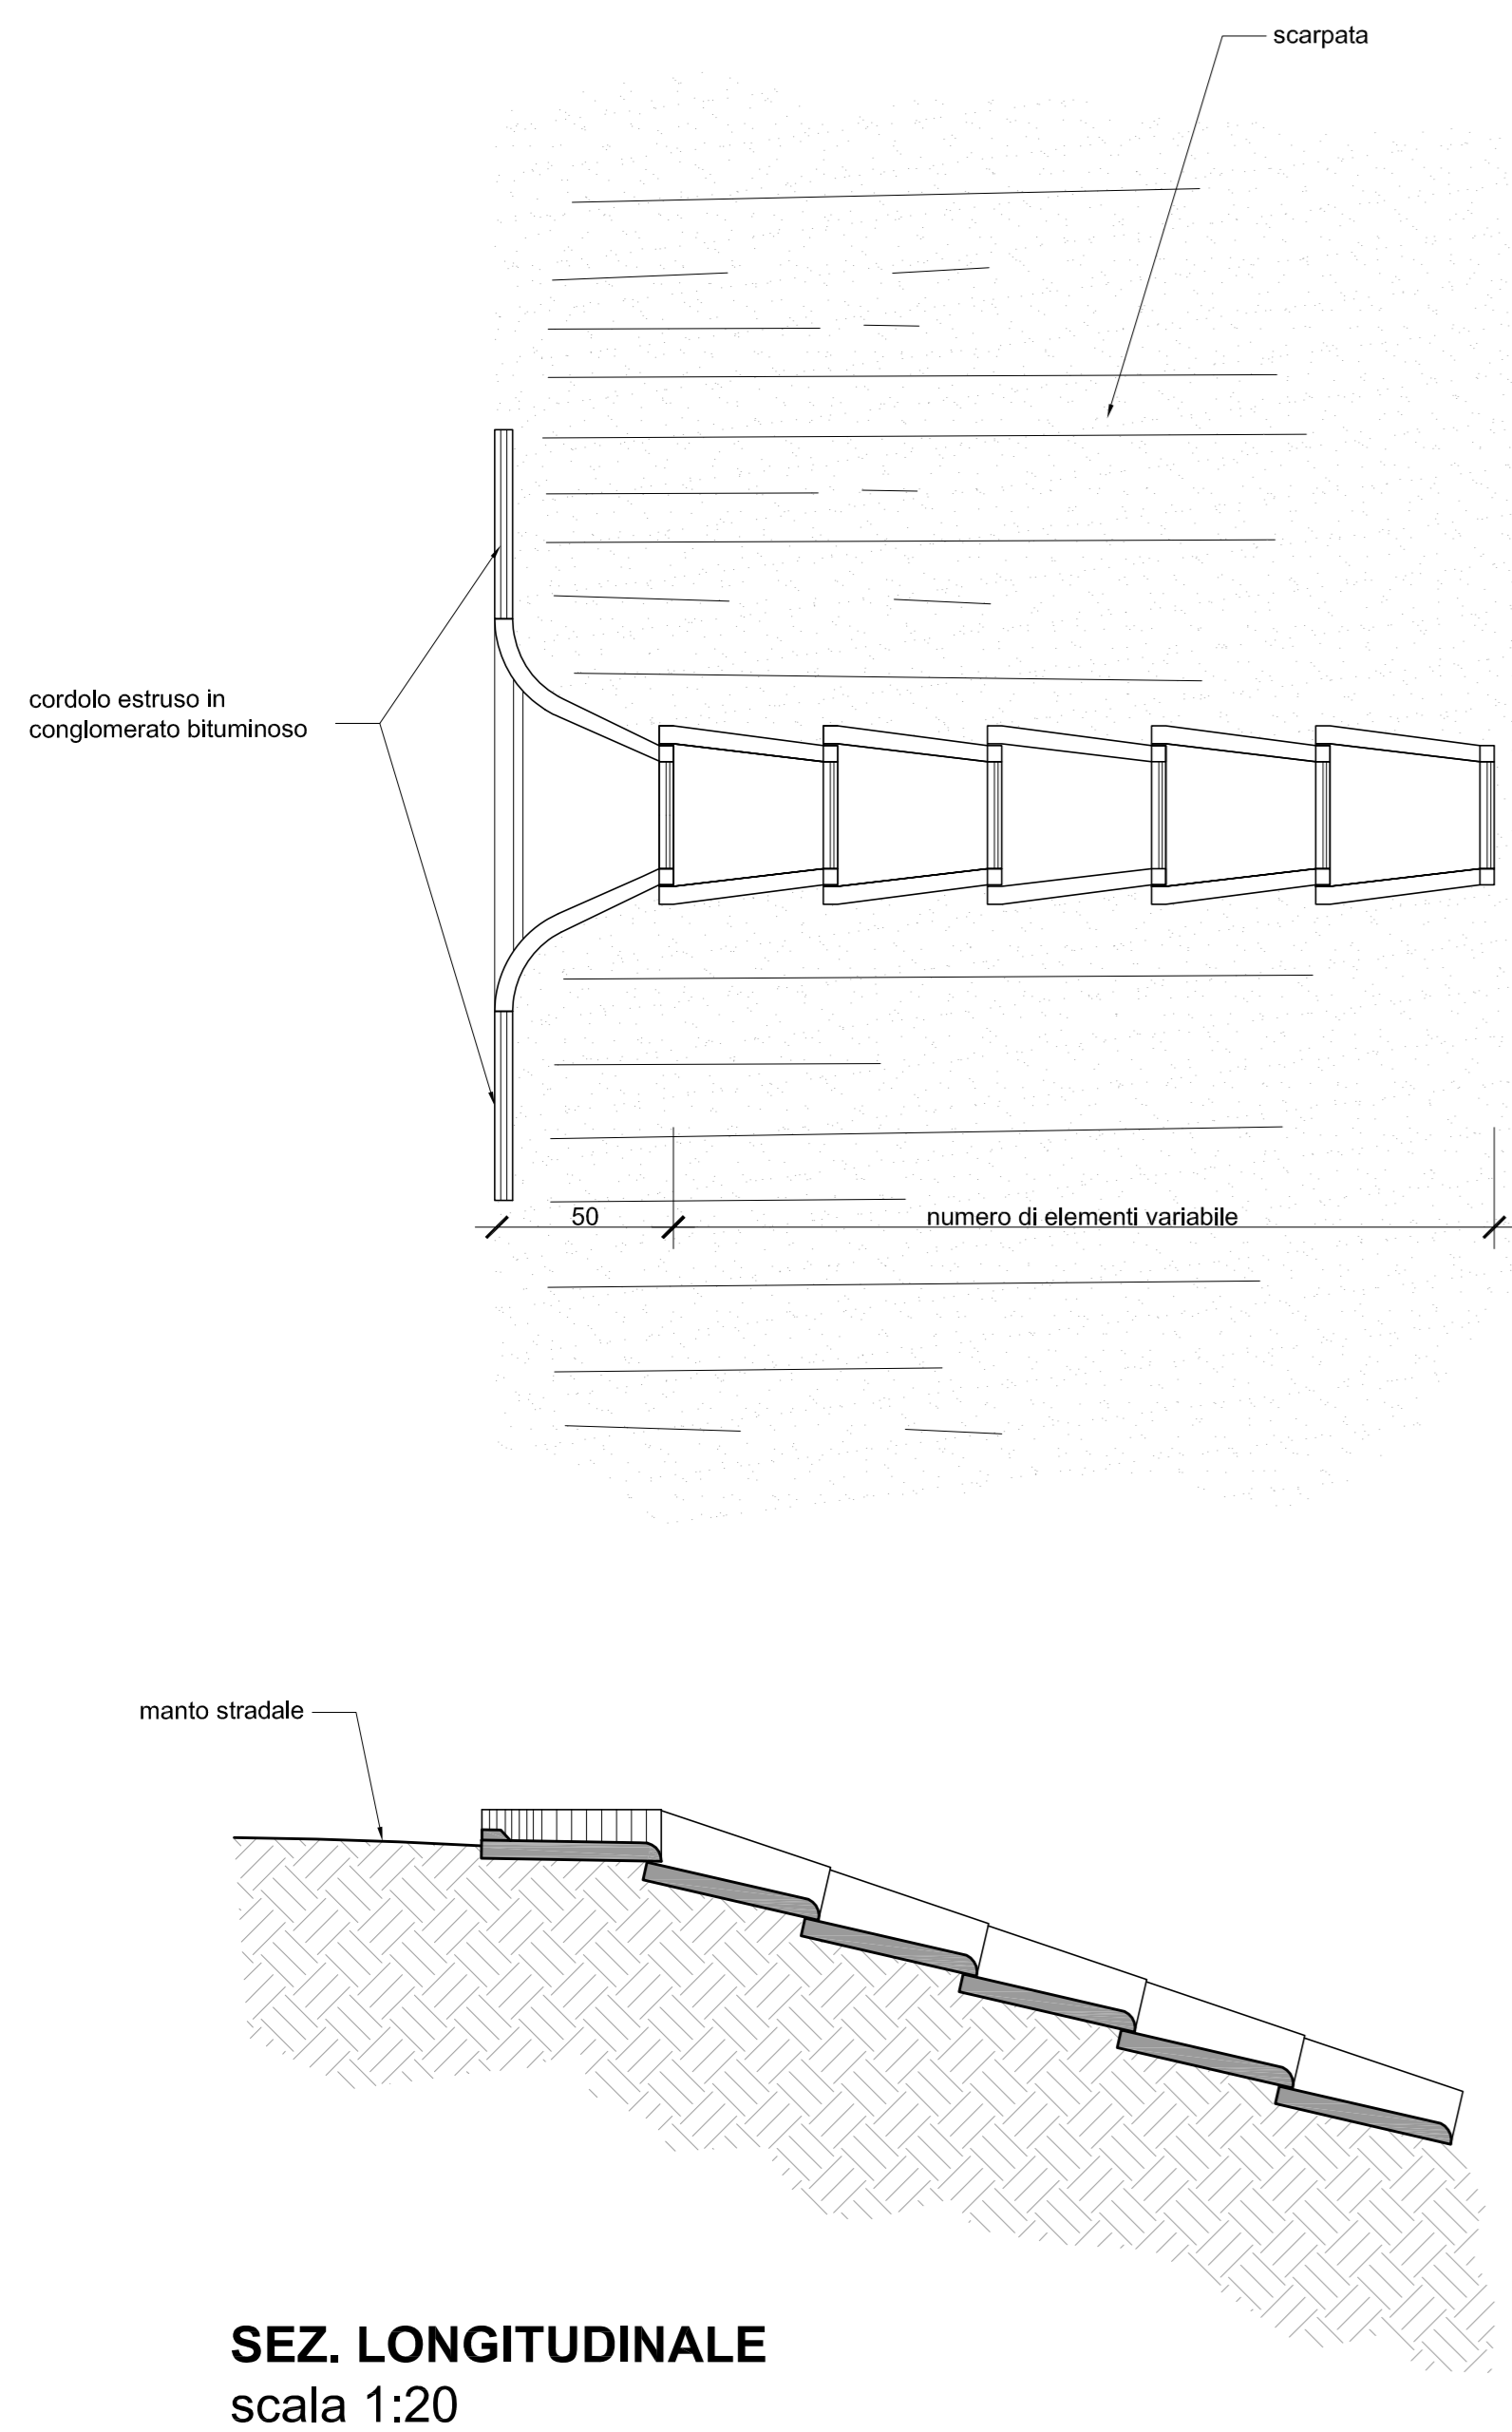 scarpata
cordolo estruso in
conglomerato bituminoso
50
numero di elementi variabile
manto stradale
SEZ. LONGITUDINALE
scala 1:20